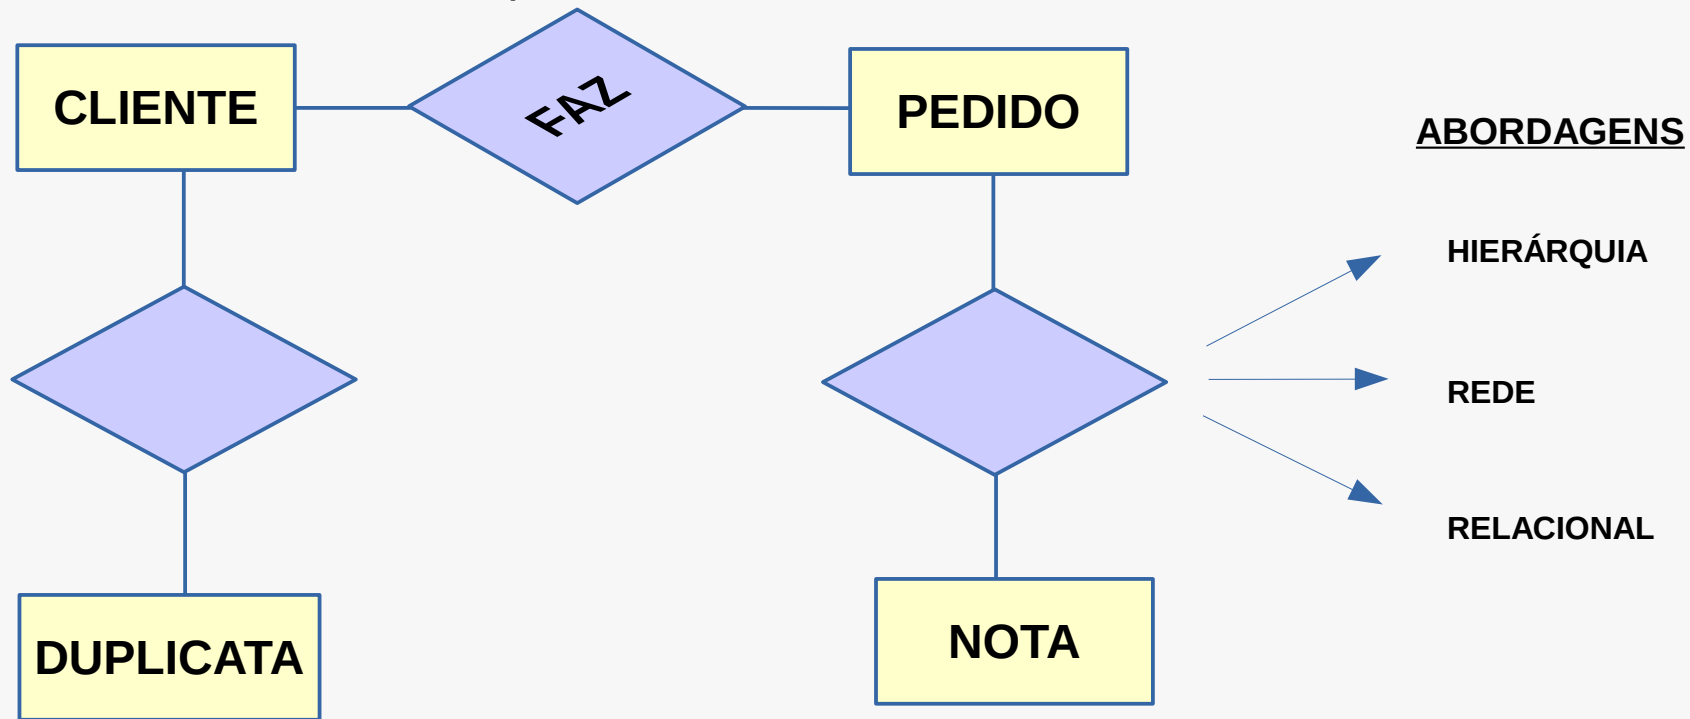 CLIENTE
FAZ
PEDIDO
DUPLICATA
NOTA
ABORDAGENS
HIERÁRQUIA
REDE
RELACIONAL